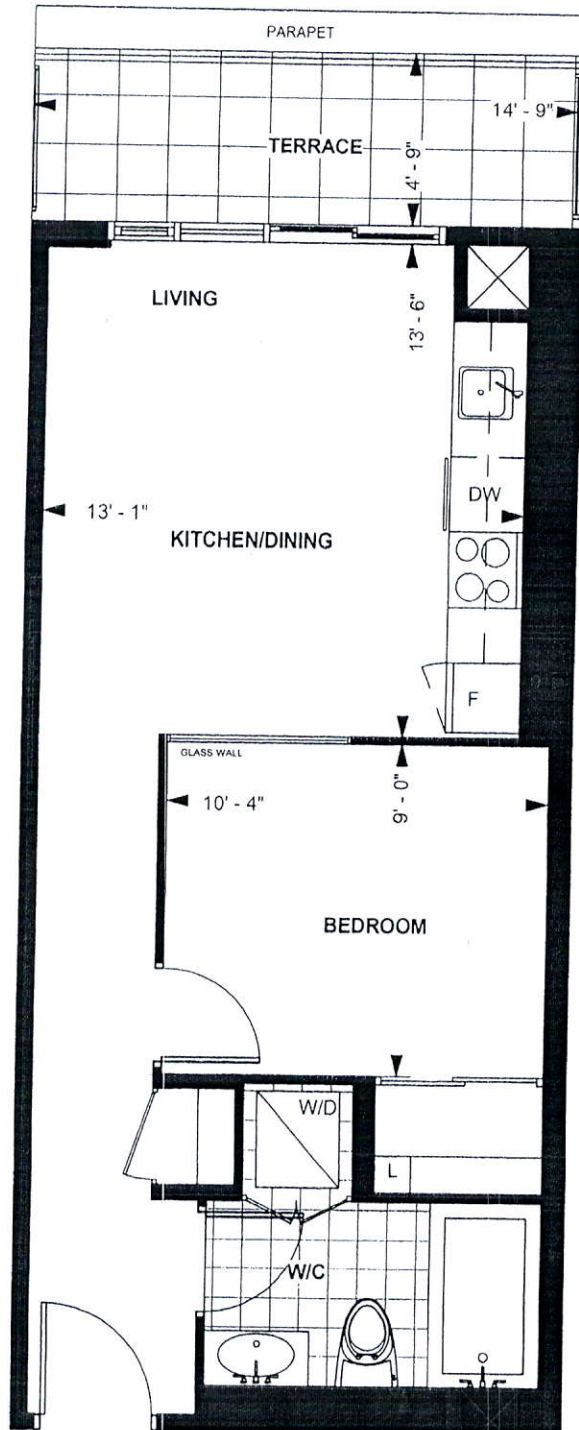 PARAPET
14' - 9"
TERRACE
4' - 9"
LIVING
13' - 6"
DW
13' - 1"
KITCHEN/DINING
F
GLASS WALL
10' - 4"
9' - 0"
BEDROOM
W/D
L
W/C